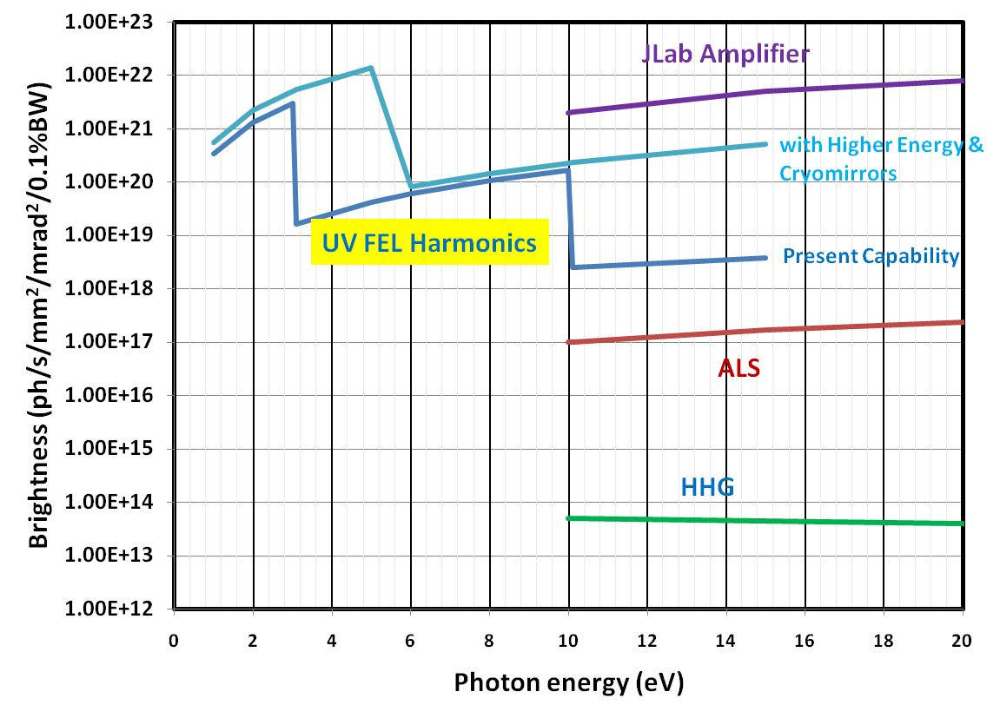 1.00E+23
1.00E+22
1.00E+21
1.00E+20
1.00E+19
1.00E+18
1.00E+17
1.00E+16
1.00E+15
1.00E+14
1.00E+13
1.00E+12
Brightness (ph/s/mm²/mrad²/0.1%BW)
JLab Amplifier
with Higher Energy &
Cryomirrors
UV FEL Harmonics
Present Capability
ALS
HHG
0 2 4 6 8 10 12 14 16 18 20
Photon energy (eV)